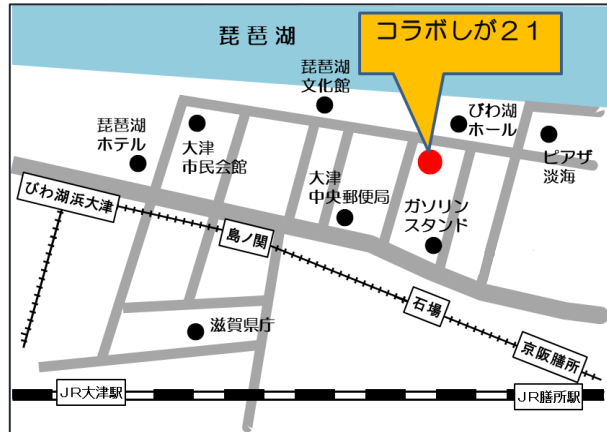 琵琶湖
コラボしが２１
琵琶湖
文化館
びわ湖
ホール
琵琶湖
ホテル
大津
市民会館
ピアザ
淡海
大津
中央郵便局
ガソリン
スタンド
びわ湖浜大津
島ノ関
石場
滋賀県庁
京阪膳所
ＪＲ大津駅
ＪＲ膳所駅